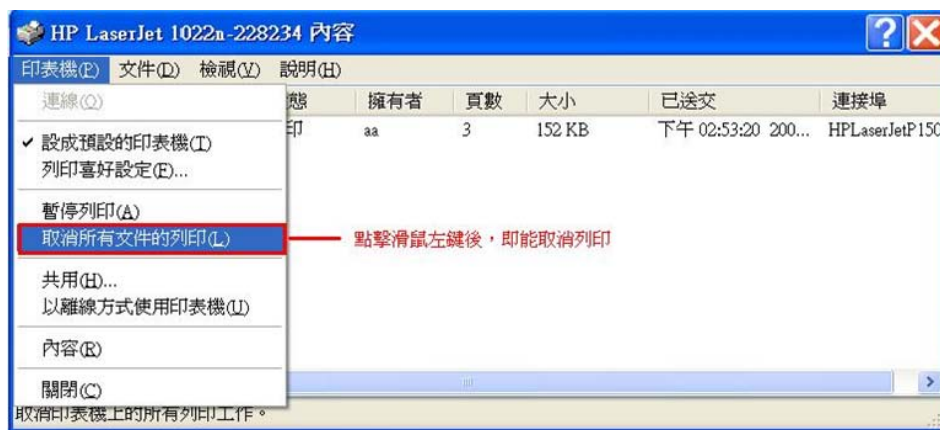 HP LaserJet 1022n-228234 內容
印表機(P) 文件(D) 檢視(V) 說明(H)
連線(O)
態 擁有者 頁數 大小 已送交 連接埠
印 aa 3 152 KB 下午 02:53:20 200... HPLaserJetP150
✓ 設成預設的印表機(T)
列印喜好設定(F)...
暫停列印(A)
取消所有文件的列印(L)
點擊滑鼠左鍵後，即能取消列印
共用(H)...
以離線方式使用印表機(U)
內容(R)
關閉(C)
取消印表機上的所有列印工作。